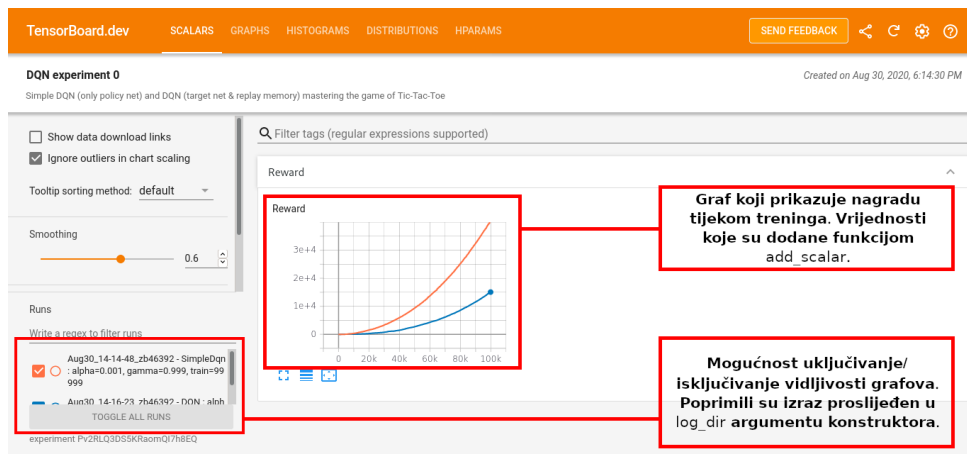 TensorBoard.dev SCALARS GRAPHS HISTOGRAMS DISTRIBUTIONS HPARAMS SEND FEEDBACK
DQN experiment 0 Created on Aug 30, 2020, 6:14:30 PM
Simple DQN (only policy net) and DQN (target net & replay memory) mastering the game of Tic-Tac-Toe
Show data download links
Ignore outliers in chart scaling
Tooltip sorting method: default
Smoothing
0.6
Runs
Write a regex to filter runs
Aug30_14-14-48_zb46392 - SimpleDqn
: alpha=0.001, gamma=0.999, train=99
999
Aug30_14-16-23_zb46392 - DQN : alph
TOGGLE ALL RUNS
experiment Pv2RLQ3DS5KRaomQI7h8EQ
Filter tags (regular expressions supported)
Reward
Reward
3e+4
2e+4
1e+4
0
0 20k 40k 60k 80k 100k
Graf koji prikazuje nagradu
tijekom treninga. Vrijednosti
koje su dodane funkcijom
add_scalar.
Mogućnost uključivanje/
isključivanje vidljivosti grafova.
Poprimili su izraz proslijeđen u
log_dir argumentu konstruktora.